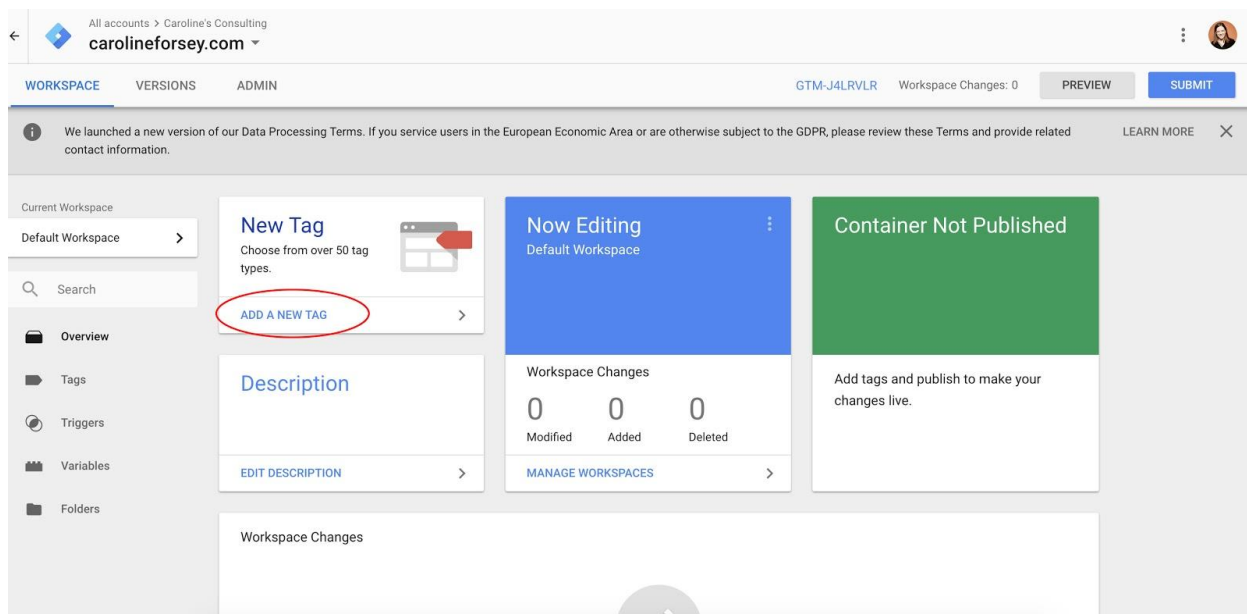 All accounts > Caroline's Consulting
carolineforsey.com
WORKSPACE VERSIONS ADMIN GTM-J4LRVLR Workspace Changes: 0 PREVIEW SUBMIT
We launched a new version of our Data Processing Terms. If you service users in the European Economic Area or are otherwise subject to the GDPR, please review these Terms and provide related
contact information.
LEARN MORE
Current Workspace
Default Workspace
Search
Overview
Tags
Triggers
Variables
Folders
New Tag
Choose from over 50 tag
types.
ADD A NEW TAG
Description
EDIT DESCRIPTION
Now Editing
Default Workspace
Workspace Changes
0 0 0
Modified Added Deleted
MANAGE WORKSPACES
Container Not Published
Add tags and publish to make your
changes live.
Workspace Changes